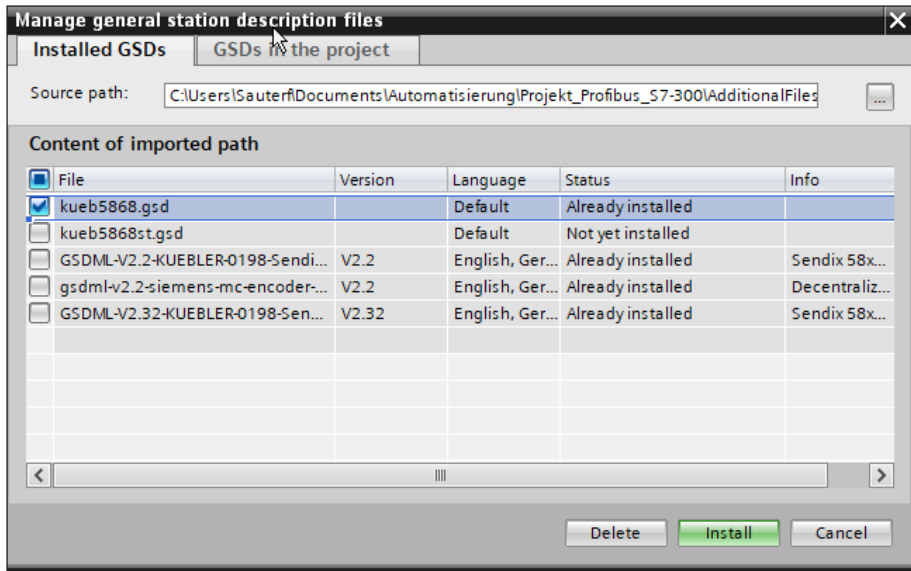 Manage general station description files
Installed GSDs GSDs in the project
Source path: C:\Users\Sauterfl\Documents\Automatisierung\Projekt_Profibus_S7-300\AdditionalFiles ...
Content of imported path
File Version Language Status Info
kueb5868.gsd Default Already installed
kueb5868st.gsd Default Not yet installed
GSDML-V2.2-KUEBLER-0198-Sendi... V2.2 English, Ger... Already installed Sendix 58x...
gsdml-v2.2-siemens-mc-encoder-... V2.2 English, Ger... Already installed Decentraliz...
GSDML-V2.32-KUEBLER-0198-Sen... V2.32 English, Ger... Already installed Sendix 58x...
Delete Install Cancel